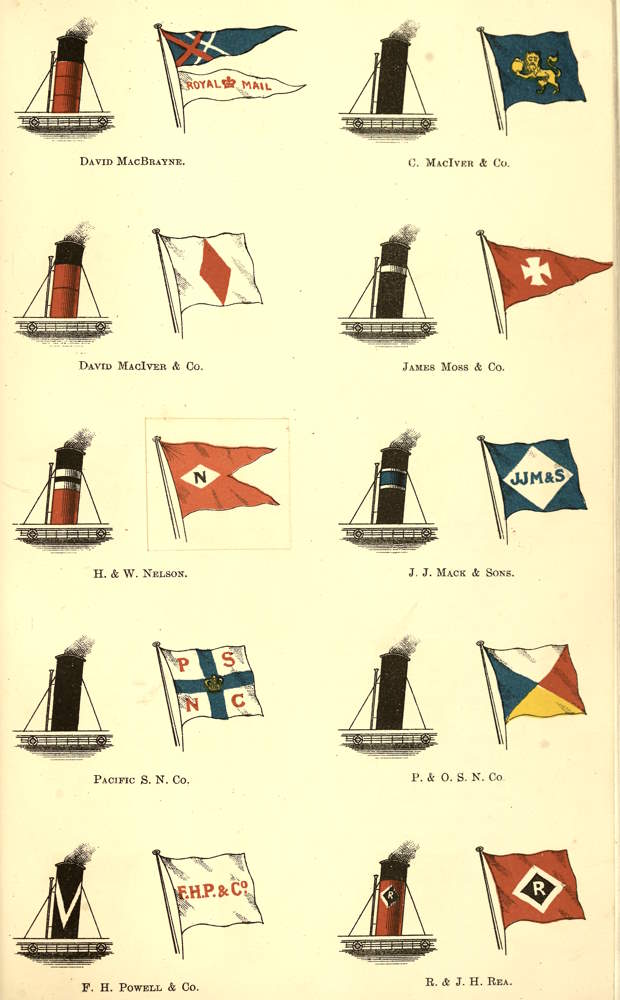 ROYAL MAIL
DAVID MACBRAYNE.
C. MACIVER & CO.
DAVID MACIVER & CO.
JAMES MOSS & CO.
N
H. & W. NELSON.
JJM&S
J. J. MACK & SONS.
P S
N C
PACIFIC S. N. CO.
P. & O. S. N. CO
F.H.P. & Co
F. H. POWELL & CO.
R
R
R. & J. H. REA.